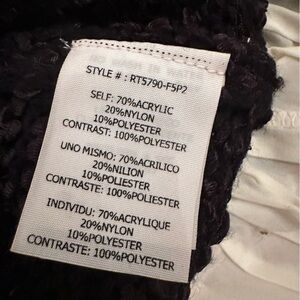 STYLE # : RT5790-F5P2
SELF: 70%ACRYLIC
20%NYLON
10%POLYESTER
CONTRAST: 100%POLYESTER
UNO MISMO: 70%ACRILICO
20%NILION
10%POLIESTER
CONTRASTE: 100%POLIESTER
INDIVIDU: 70%ACRYLIQUE
20%NYLON
10%POLYESTER
CONTRASTE: 100%POLYESTER